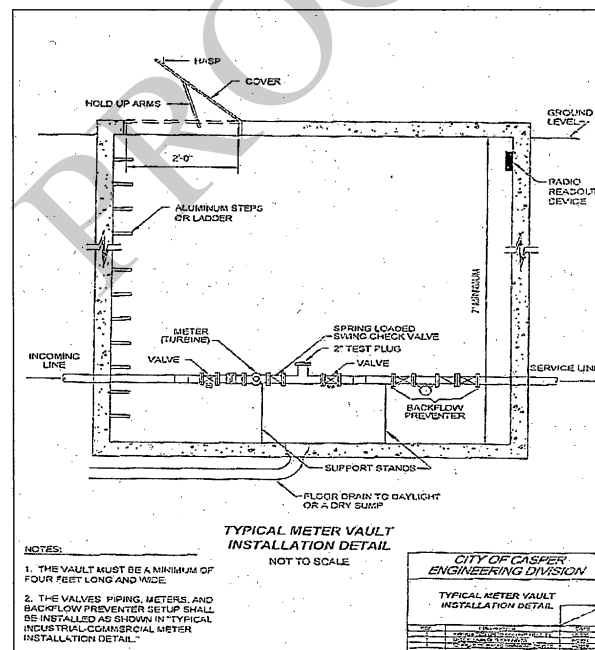 PROC
HASP
COVER
HOLD UP ARMS
GROUND
LEVEL
2'-0"
RADIO
READOUT
DEVICE
ALUMINUM STEPS
OR LADDER
METER
(TURBINE)
SPRING LOADED
SWING CHECK VALVE
2" TEST PLUG
INCOMING
LINE
VALVE
VALVE
SERVICE LINE
BACKFLOW
PREVENTER
SUPPORT STANDS
FLOOR DRAIN TO DAYLIGHT
OR A DRY SUMP
TYPICAL METER VAULT
INSTALLATION DETAIL
NOT TO SCALE
NOTES:
1. THE VAULT MUST BE A MINIMUM OF
FOUR FEET LONG AND WIDE.
2. THE VALVES PIPING, METERS, AND
BACKFLOW PREVENTER SETUP SHALL
BE INSTALLED AS SHOWN IN "TYPICAL
INDUSTRIAL-COMMERCIAL METER
INSTALLATION DETAIL."
CITY OF CASPER
ENGINEERING DIVISION
TYPICAL METER VAULT
INSTALLATION DETAIL